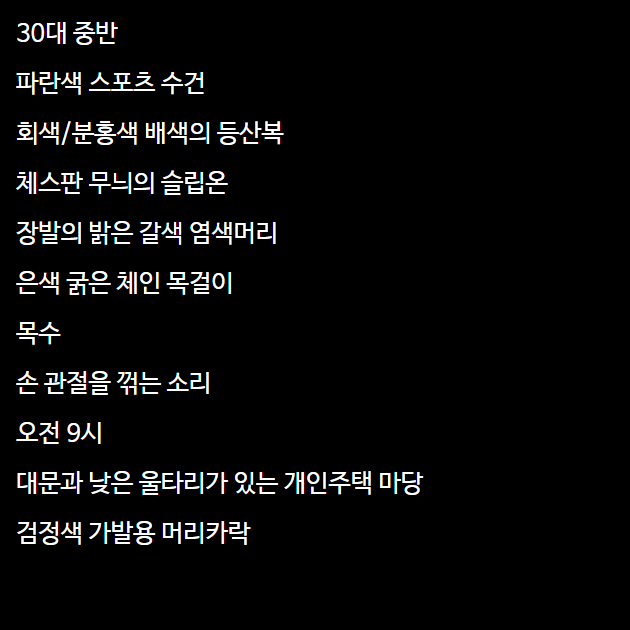 30대 중반
파란색 스포츠 수건
회색/분홍색 배색의 등산복
체스판 무늬의 슬립온
장발의 밝은 갈색 염색머리
은색 굵은 체인 목걸이
목수
손 관절을 꺾는 소리
오전 9시
대문과 낮은 울타리가 있는 개인주택 마당
검정색 가발용 머리카락